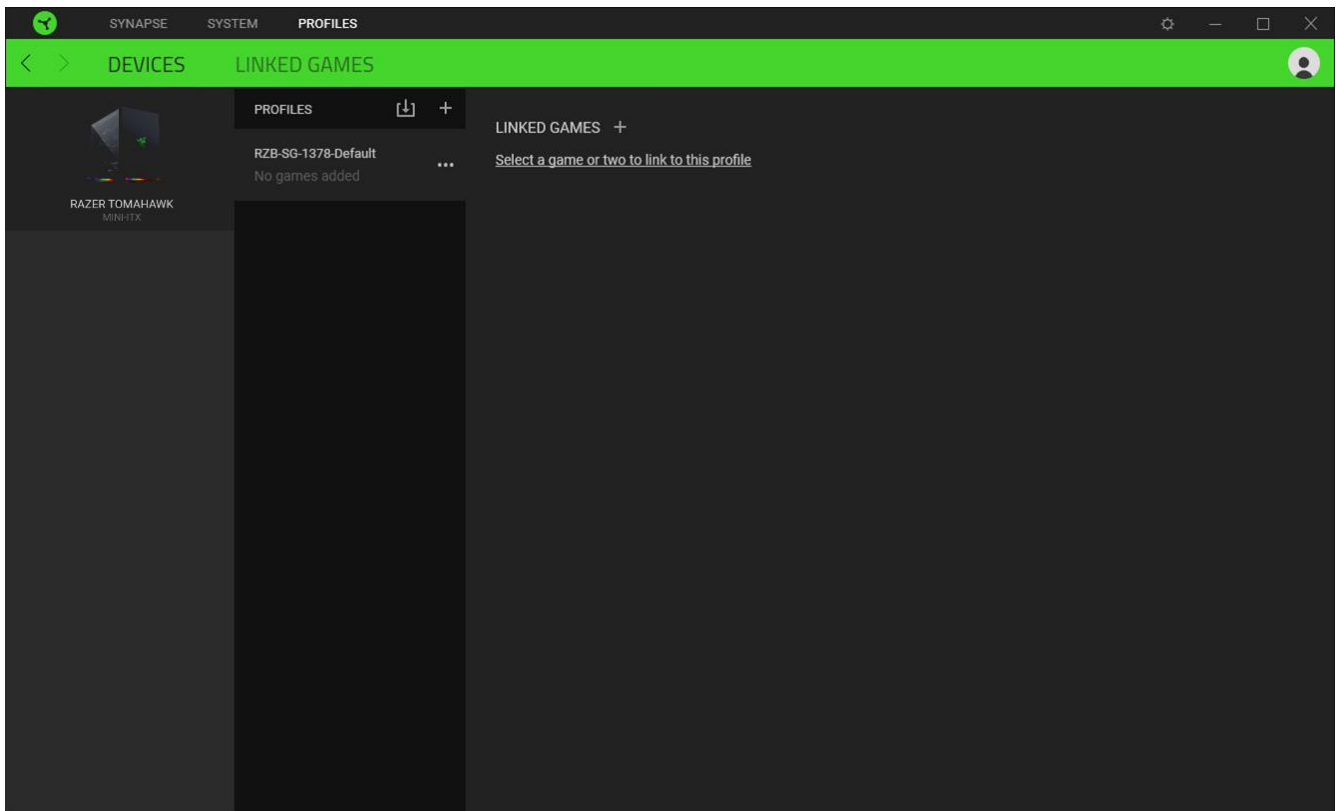 SYNAPSE SYSTEM PROFILES
DEVICES LINKED GAMES
PROFILES
LINKED GAMES
RZB-SG-1378-Default
No games added
Select a game or two to link to this profile
RAZER TOMAHAWK
MINI-ITX